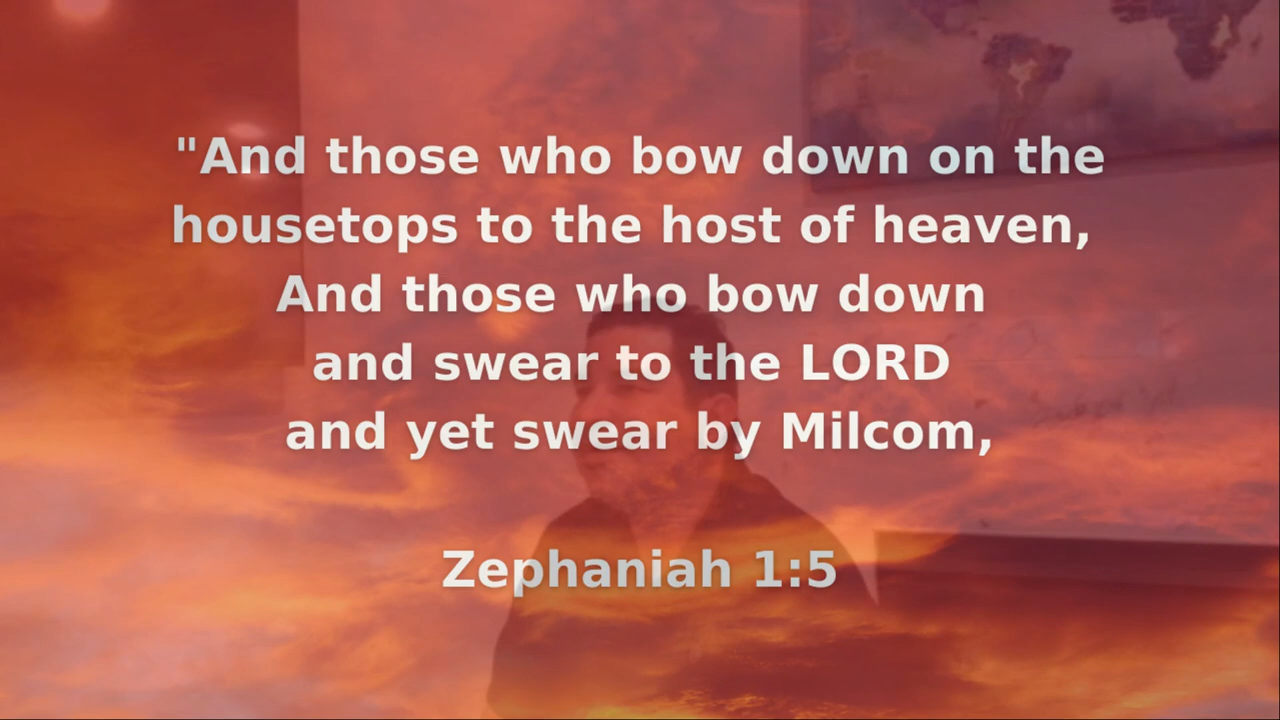 "And those who bow down on the
housetops to the host of heaven,
And those who bow down
and swear to the LORD
and yet swear by Milcom,
Zephaniah 1:5